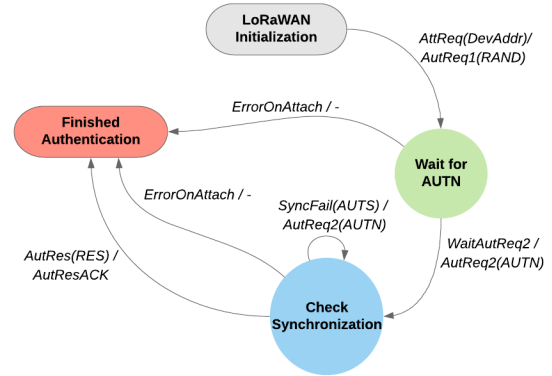 LoRaWAN
Initialization
AttReq(DevAddr)/
AutReq1(RAND)
ErrorOnAttach / -
Finished
Authentication
Wait for
AUTN
ErrorOnAttach / -
SyncFail(AUTS) /
AutReq2(AUTN)
WaitAutReq2 /
AutReq2(AUTN)
AutRes(RES) /
AutResACK
Check
Synchronization